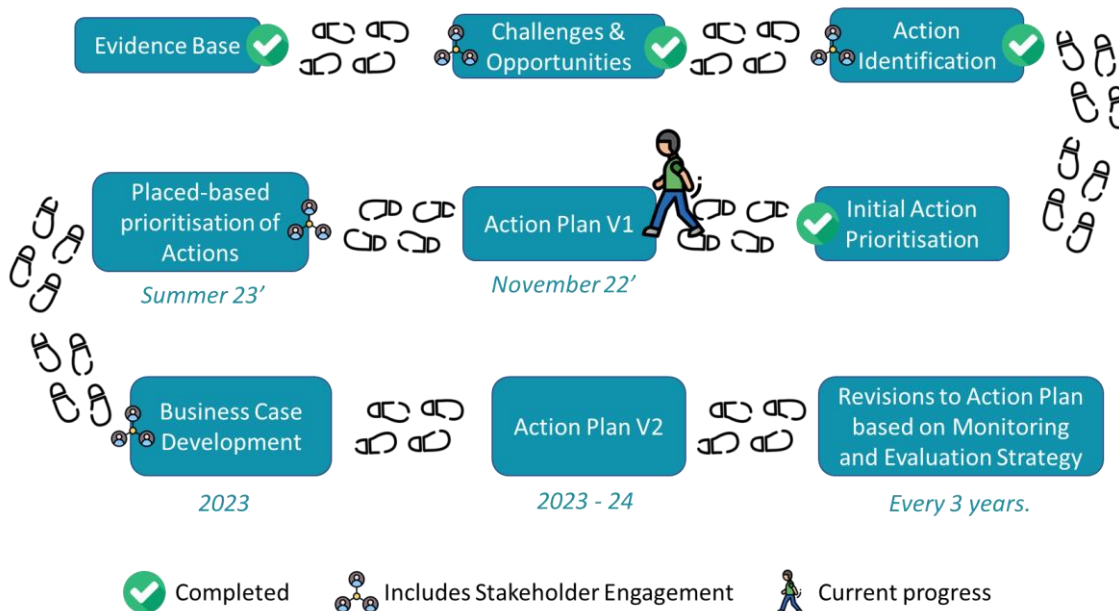 Evidence Base
Challenges &
Opportunities
Action
Identification
Placed-based
prioritisation of
Actions
Summer 23'
Action Plan V1
November 22'
Initial Action
Prioritisation
Business Case
Development
2023
Action Plan V2
2023 - 24
Revisions to Action Plan
based on Monitoring
and Evaluation Strategy
Every 3 years.
Completed
Includes Stakeholder Engagement
Current progress